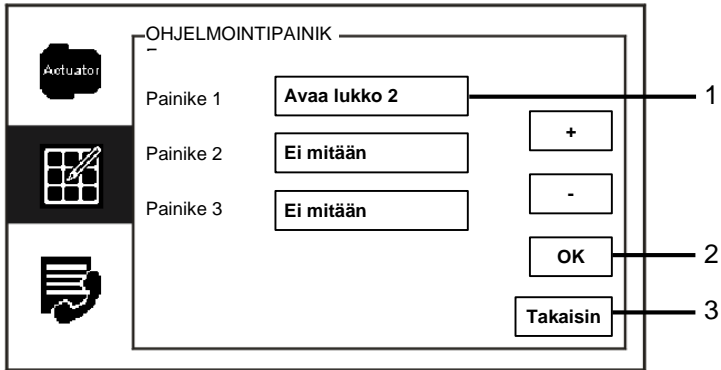 OHJELMOINTIPAINIK
Actuator
Painike 1 Avaa lukko 2 1
+
Painike 2 Ei mitään
-
Painike 3 Ei mitään
OK 2
Takaisin 3